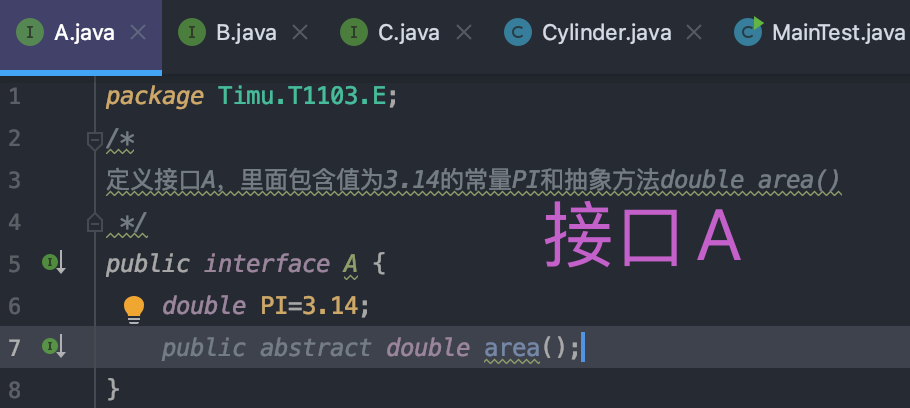 A.java B.java C.java Cylinder.java MainTest.java
1 package Timu.T1103.E;
2 /*
3 定义接口A，里面包含值为3.14的常量PI和抽象方法double area()
4 */
接口A
5 public interface A {
6 double PI=3.14;
7 public abstract double area();
8 }